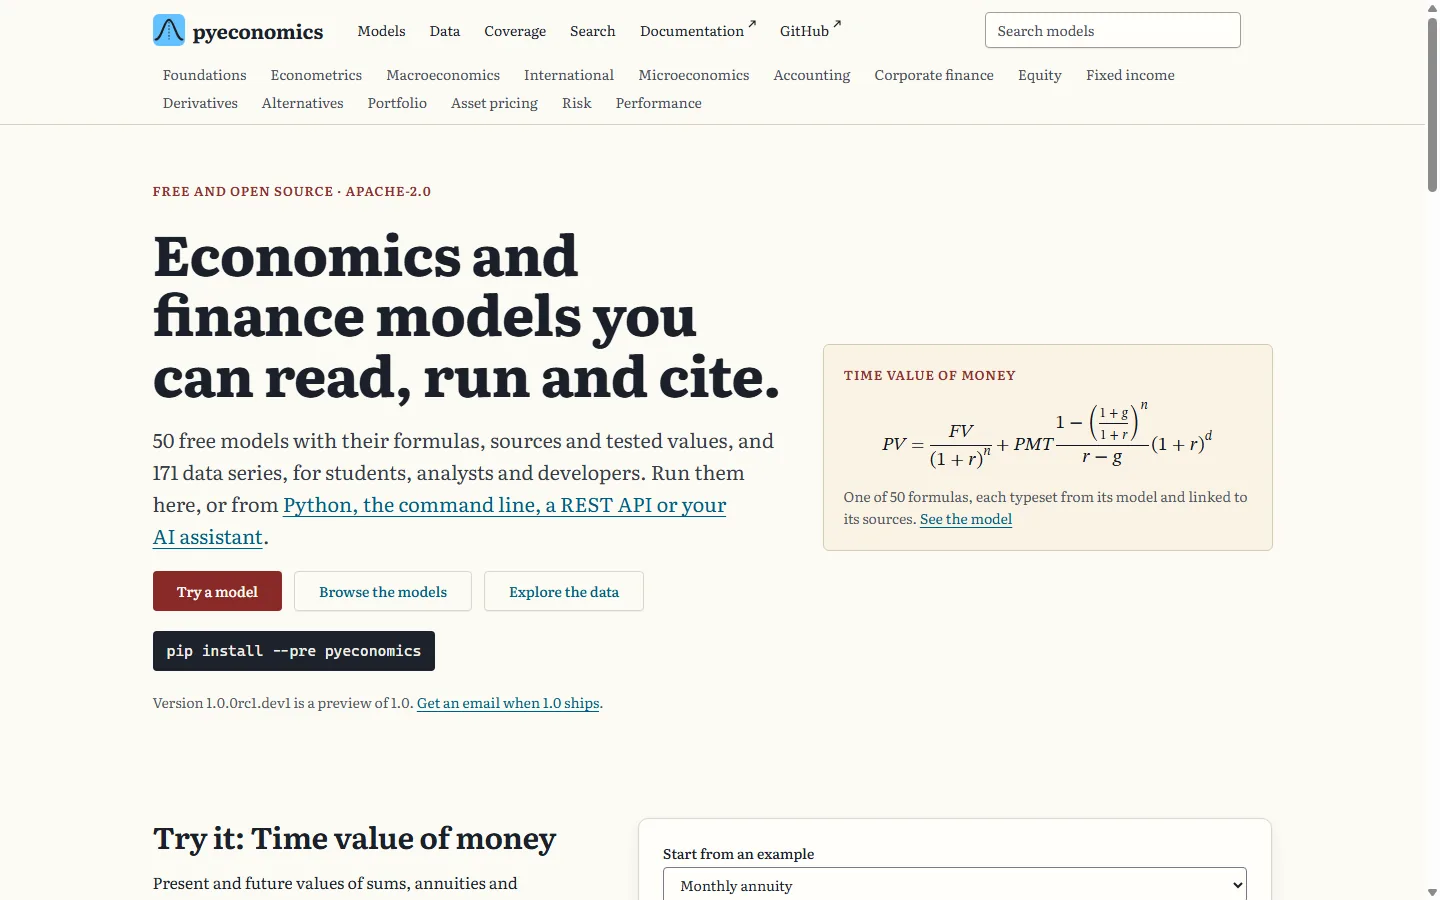 pyeconomics
Models Data Coverage Search Documentation ↗ GitHub ↗
Search models
Foundations Econometrics Macroeconomics International Microeconomics Accounting Corporate finance Equity Fixed income
Derivatives Alternatives Portfolio Asset pricing Risk Performance
FREE AND OPEN SOURCE · APACHE-2.0
Economics and
finance models you
can read, run and cite.
50 free models with their formulas, sources and tested values, and
171 data series, for students, analysts and developers. Run them
here, or from Python, the command line, a REST API or your
AI assistant.
Try a model
Browse the models
Explore the data
pip install --pre pyeconomics
Version 1.0.0rc1.dev1 is a preview of 1.0. Get an email when 1.0 ships.
TIME VALUE OF MONEY
PV = FV / (1 + r)^n + PMT (1 − ((1 + g) / (1 + r))^n) / (r − g) (1 + r)^d
One of 50 formulas, each typeset from its model and linked to
its sources. See the model
Try it: Time value of money
Present and future values of sums, annuities and
Start from an example
Monthly annuity